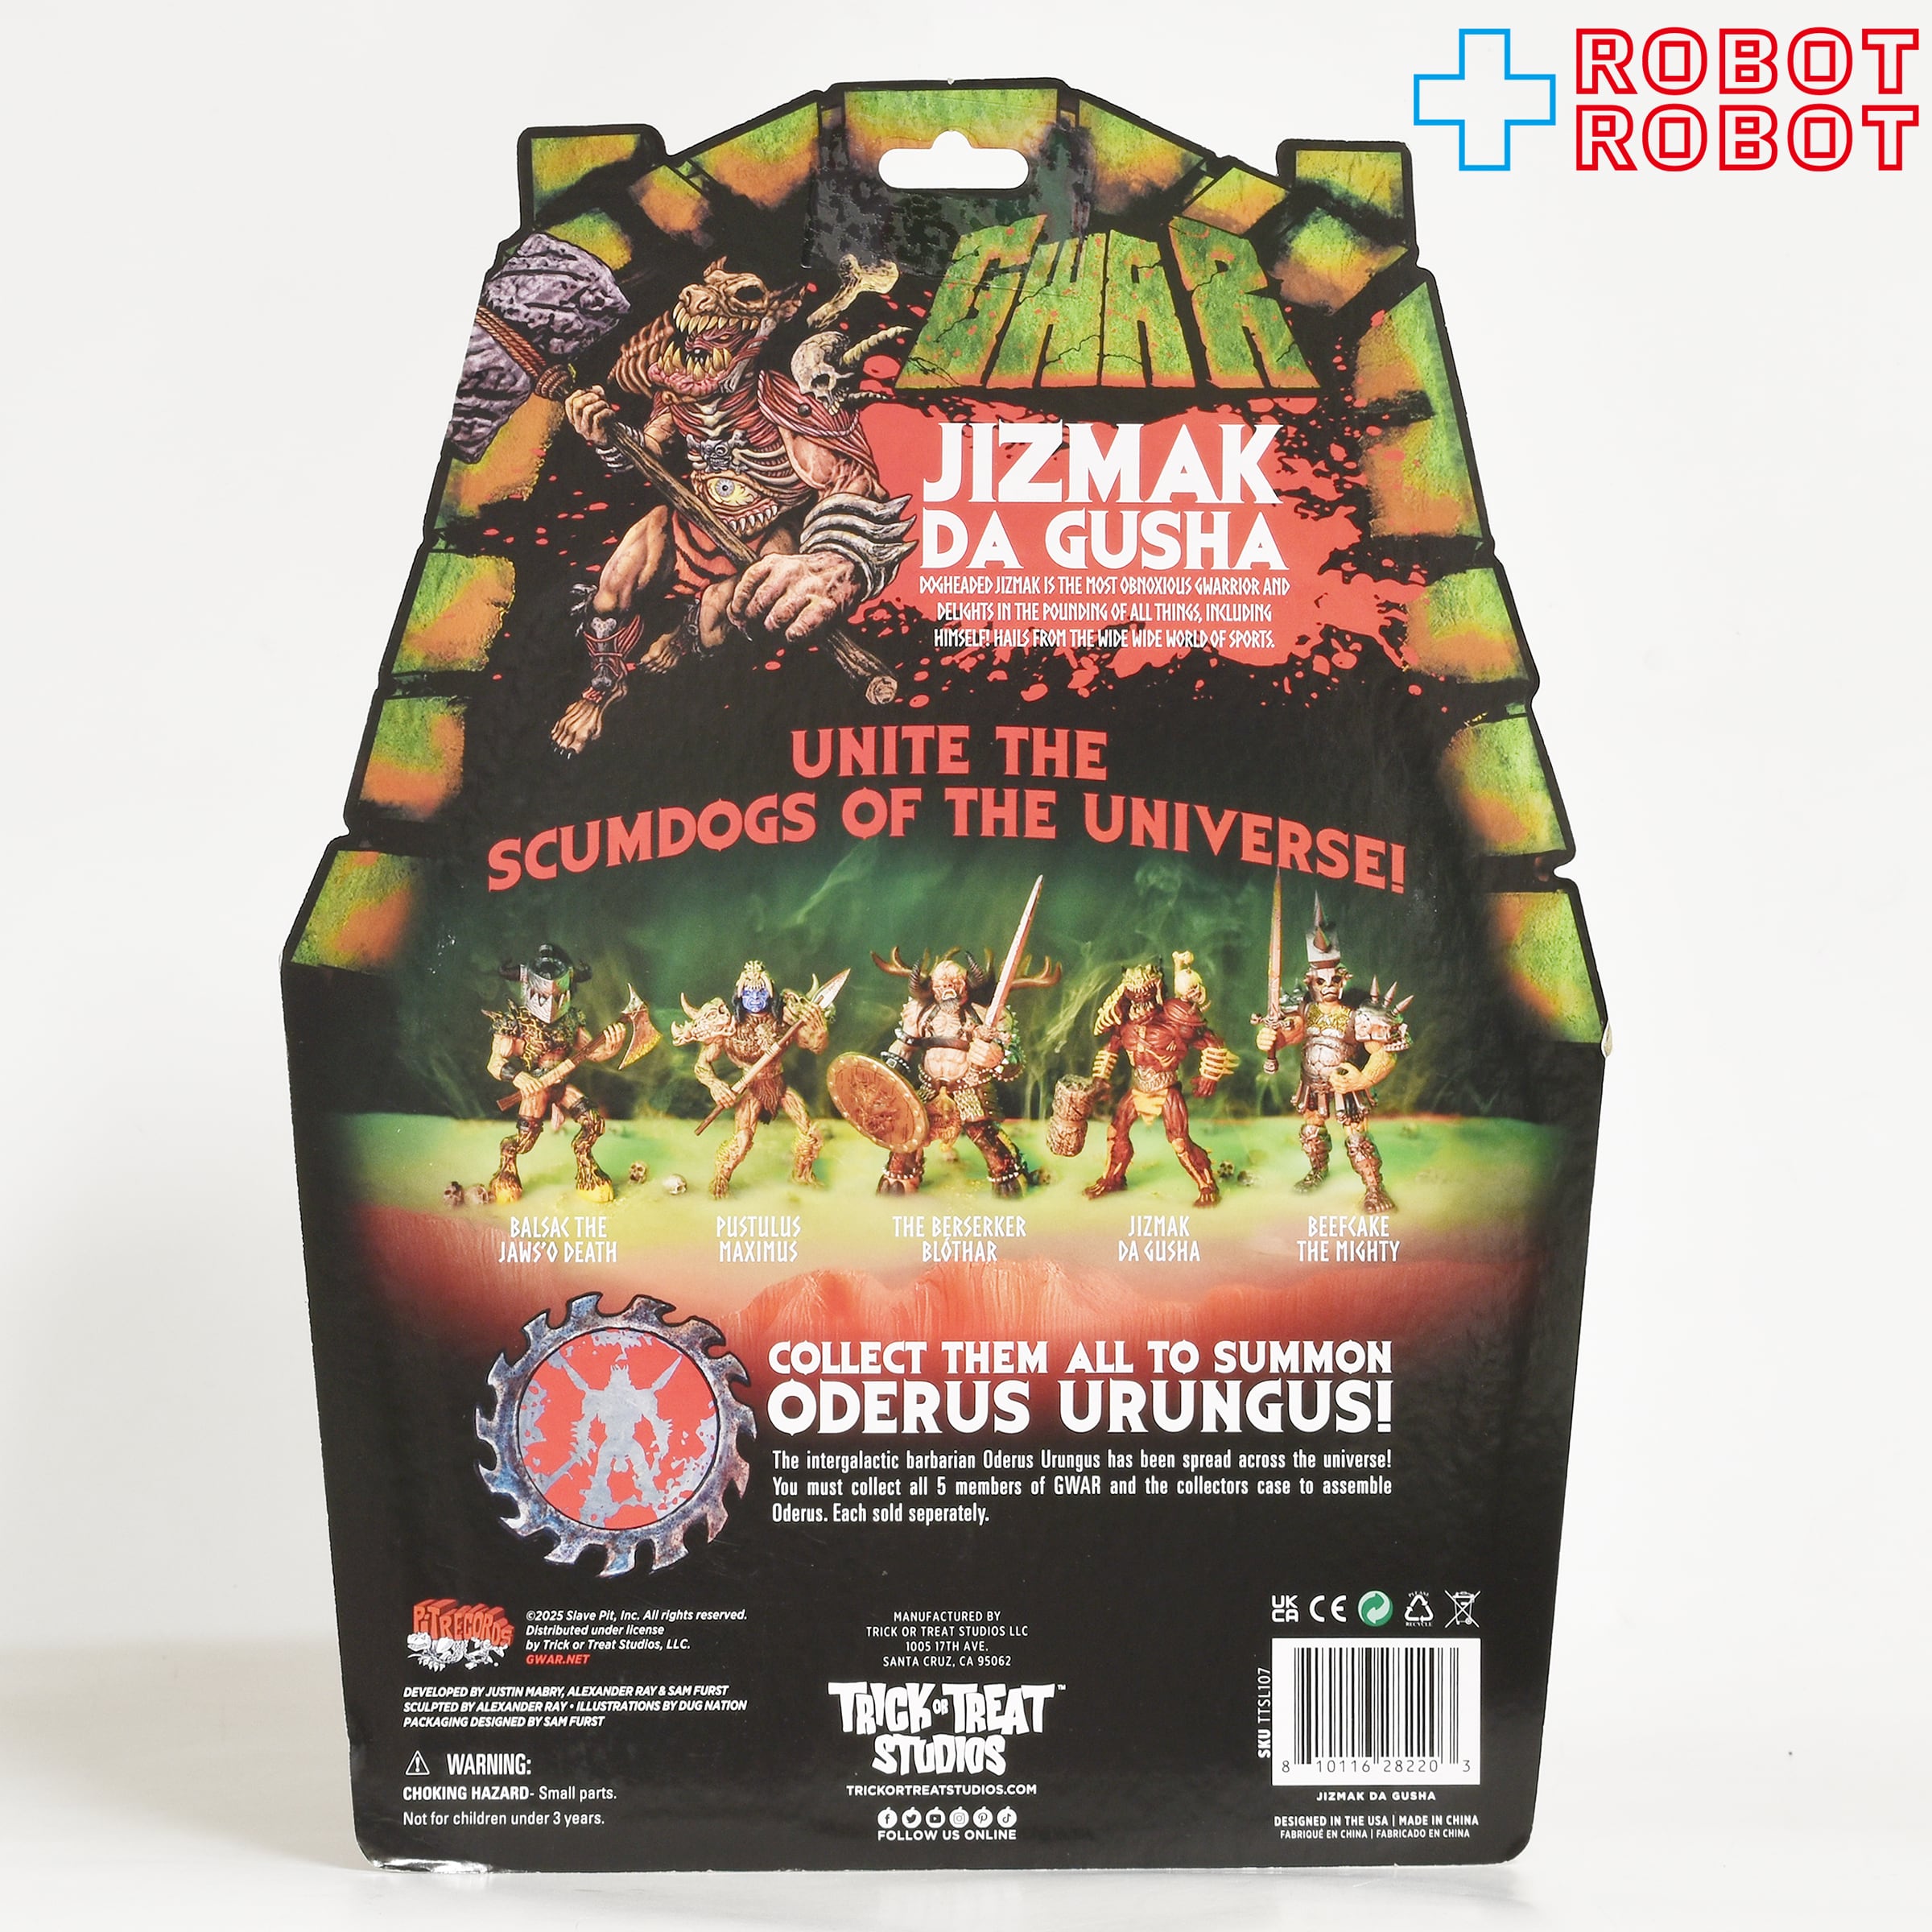 ROBOT
ROBOT
GWAR
JIZMAK
DA GUSHA
DOGHEADED JIZMAK IS THE MOST OBNOXIOUS GWARRIOR AND
DELIGHTS IN THE POUNDING OF ALL THINGS, INCLUDING
HIMSELF! HAILS FROM THE WIDE WIDE WORLD OF SPORTS.
UNITE THE
SCUMDOGS OF THE UNIVERSE!
BALSAC THE
JAWS'O DEATH
PUSTULUS
MAXIMUS
THE BERSERKER
BLÓTHAR
JIZMAK
DA GUSHA
BEEFCAKE
THE MIGHTY
COLLECT THEM ALL TO SUMMON
ODERUS URUNGUS!
The intergalactic barbarian Oderus Urungus has been spread across the universe!
You must collect all 5 members of GWAR and the collectors case to assemble
Oderus. Each sold seperately.
PIT RECORDS
©2025 Slave Pit, Inc. All rights reserved.
Distributed under license
by Trick or Treat Studios, LLC.
GWAR.NET
DEVELOPED BY JUSTIN MABRY, ALEXANDER RAY & SAM FURST
SCULPTED BY ALEXANDER RAY • ILLUSTRATIONS BY DUG NATION
PACKAGING DESIGNED BY SAM FURST
WARNING:
CHOKING HAZARD- Small parts.
Not for children under 3 years.
MANUFACTURED BY
TRICK OR TREAT STUDIOS LLC
1005 17TH AVE.
SANTA CRUZ, CA 95062
TRICK OR TREAT™
STUDIOS
TRICKORTREATSTUDIOS.COM
FOLLOW US ONLINE
UK
CA
CE
PLEASE
RECYCLE
SKU TTSL107
8 10116 28220 3
JIZMAK DA GUSHA
DESIGNED IN THE USA | MADE IN CHINA
FABRIQUÉ EN CHINA | FABRICADO EN CHINA